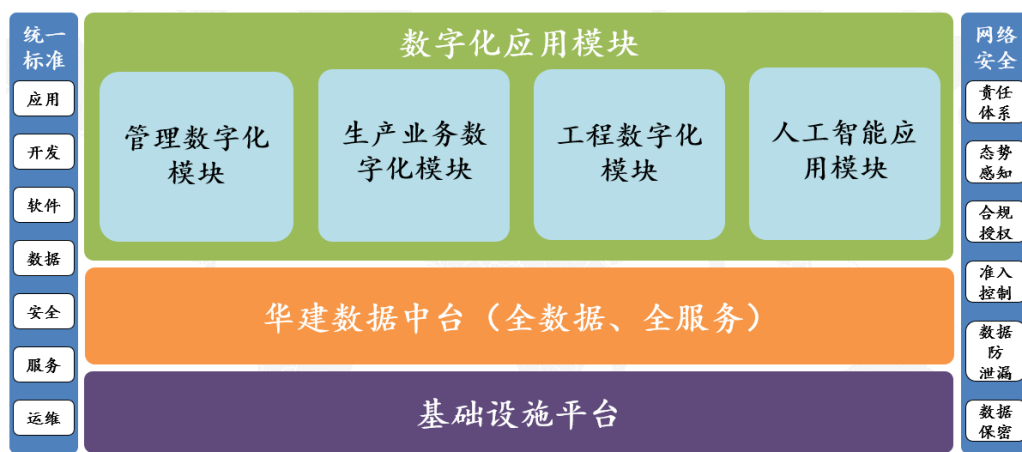 统一
标准
应用
开发
软件
数据
安全
服务
运维
数字化应用模块
管理数字化
模块
生产业务数
字化模块
工程数字化
模块
人工智能应
用模块
华建数据中台（全数据、全服务）
基础设施平台
网络
安全
责任
体系
态势
感知
合规
授权
准入
控制
数据
防
泄漏
数据
保密